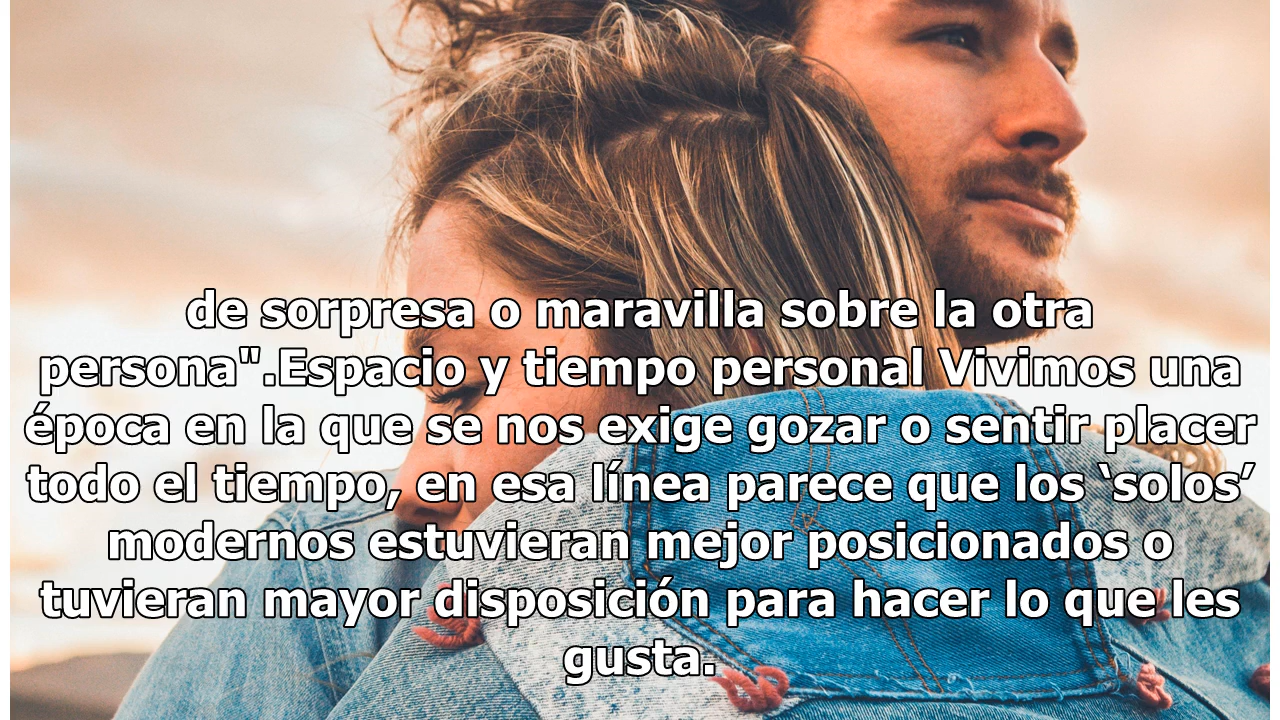 de sorpresa o maravilla sobre la otra
persona".Espacio y tiempo personal Vivimos una
época en la que se nos exige gozar o sentir placer
todo el tiempo, en esa línea parece que los ‘solos’
modernos estuvieran mejor posicionados o
tuvieran mayor disposición para hacer lo que les
gusta.